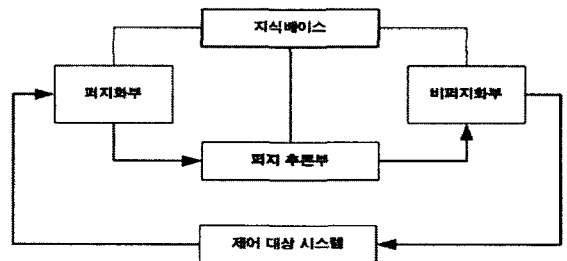 지식베이스
퍼지화부
비퍼지화부
퍼지 추론부
제어 대상 시스템